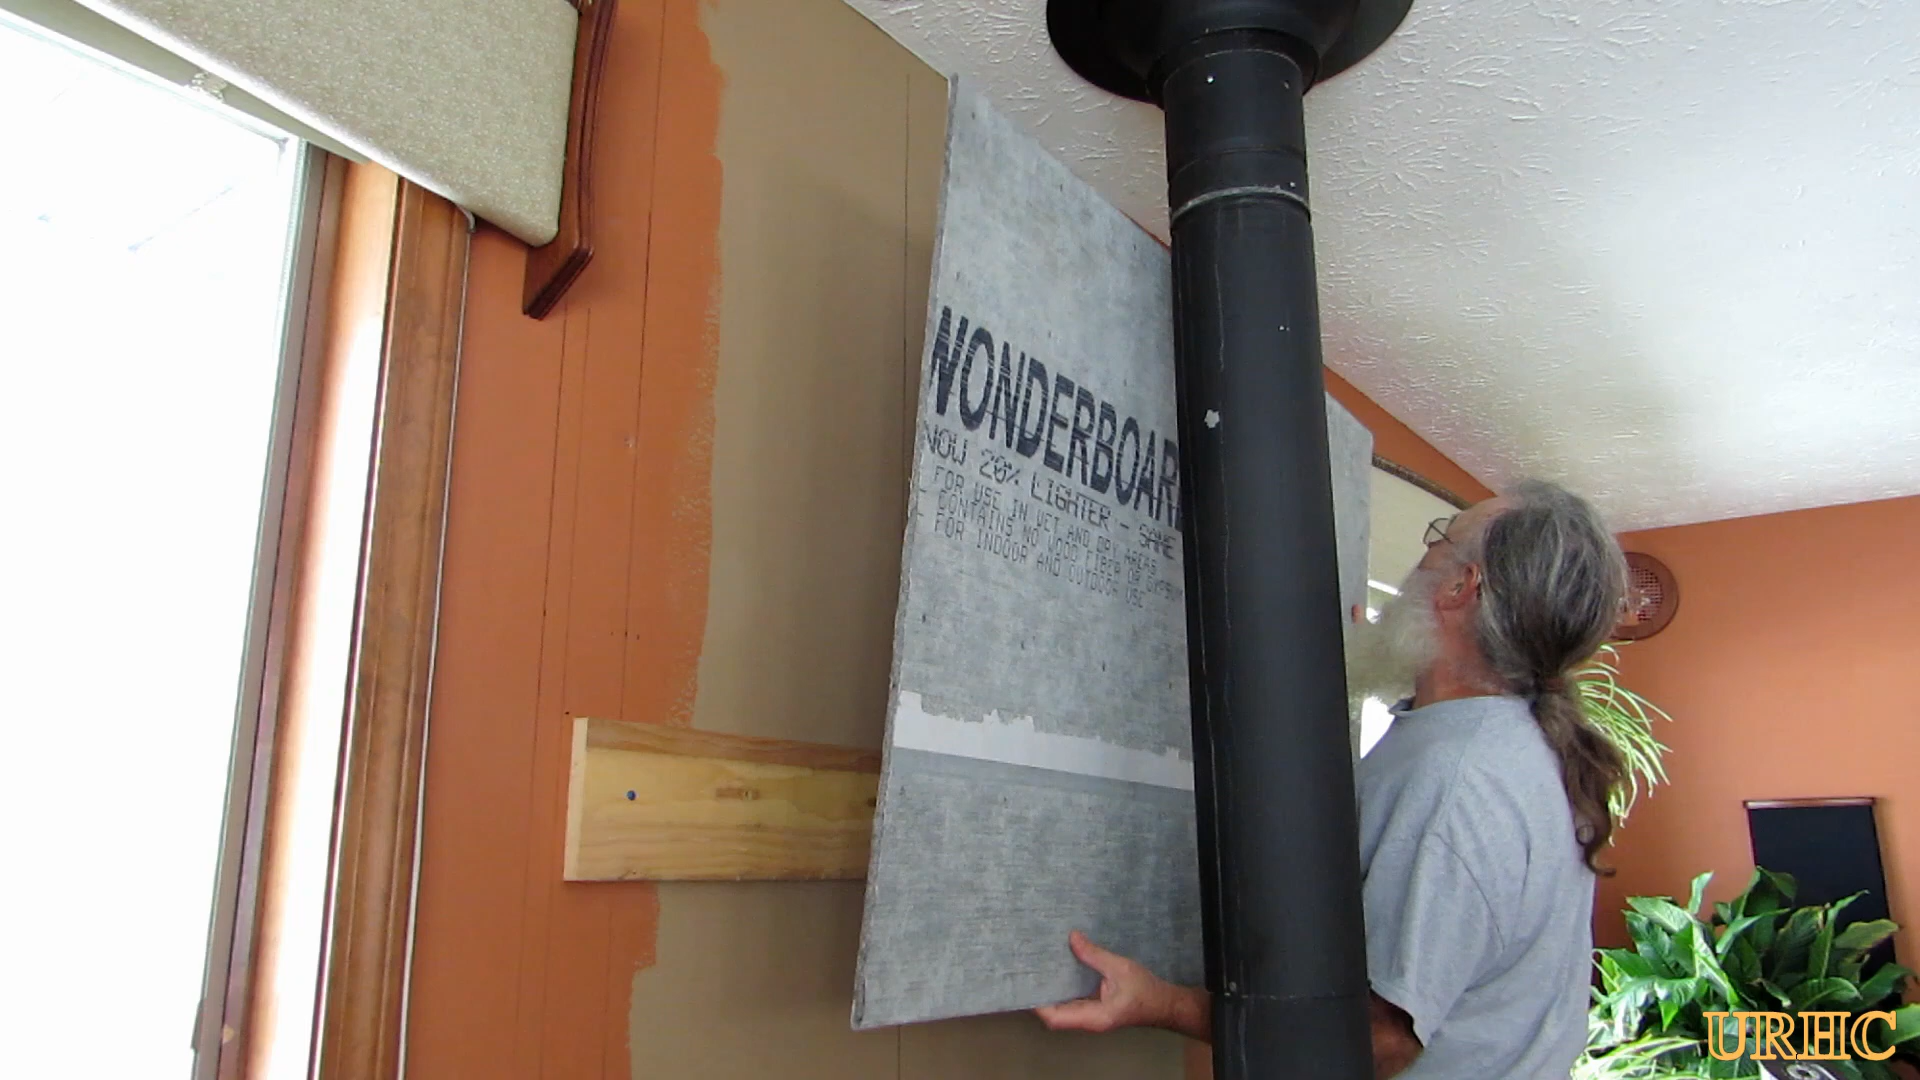 WONDERBOAR
NOW 20% LIGHTER - SAME
- FOR USE IN WET AND DRY AREAS
- CONTAINS NO WOOD FIBER OR GYPSUM
- FOR INDOOR AND OUTDOOR USE
URHC